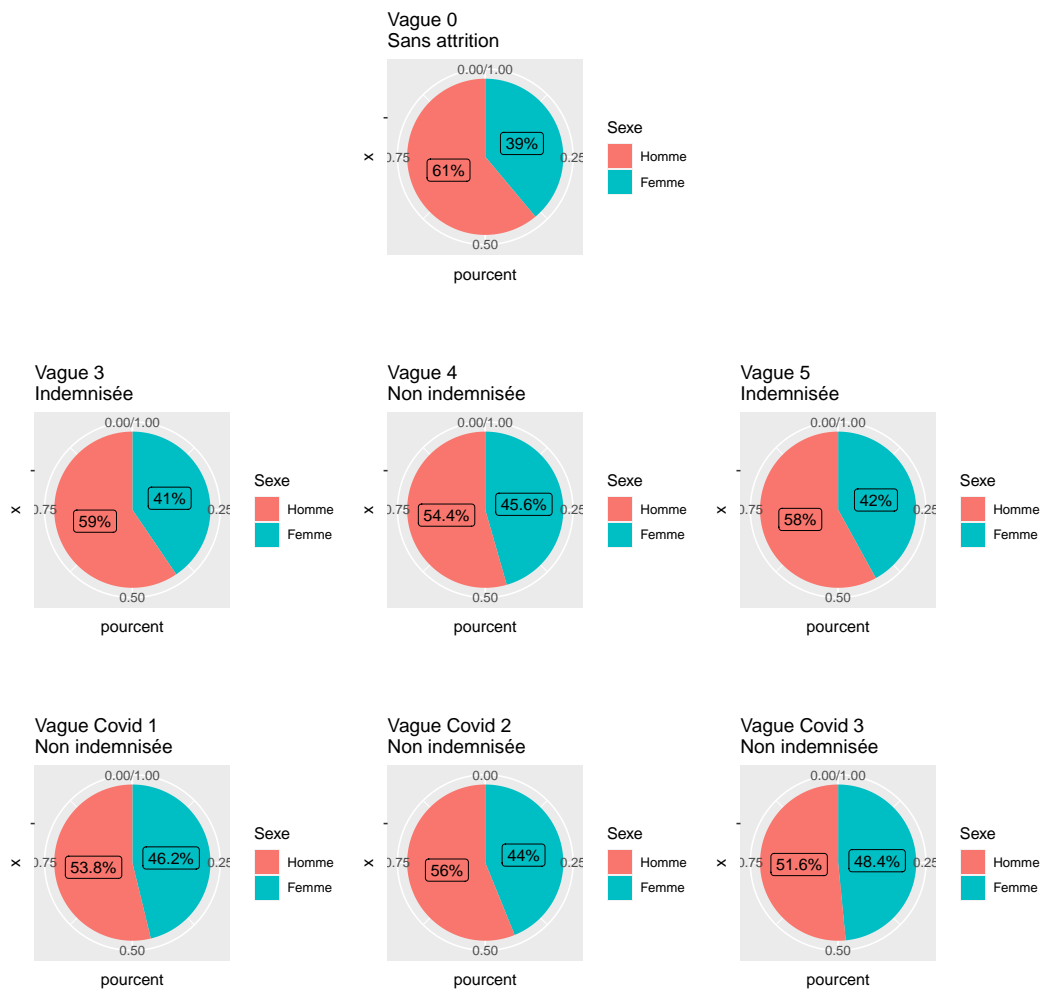 Vague 0
Sans attrition
0.00/1.00
39%
61%
x
0.75
0.25
0.50
pourcent
Sexe
Homme
Femme
Vague 3
Indemnisée
0.00/1.00
41%
59%
x
0.75
0.25
0.50
pourcent
Sexe
Homme
Femme
Vague 4
Non indemnisée
0.00/1.00
45.6%
54.4%
x
0.75
0.25
0.50
pourcent
Sexe
Homme
Femme
Vague 5
Indemnisée
0.00/1.00
42%
58%
x
0.75
0.25
0.50
pourcent
Sexe
Homme
Femme
Vague Covid 1
Non indemnisée
0.00/1.00
46.2%
53.8%
x
0.75
0.25
0.50
pourcent
Sexe
Homme
Femme
Vague Covid 2
Non indemnisée
0.00
44%
56%
x
0.75
0.25
0.50
pourcent
Sexe
Homme
Femme
Vague Covid 3
Non indemnisée
0.00/1.00
48.4%
51.6%
x
0.75
0.25
0.50
pourcent
Sexe
Homme
Femme